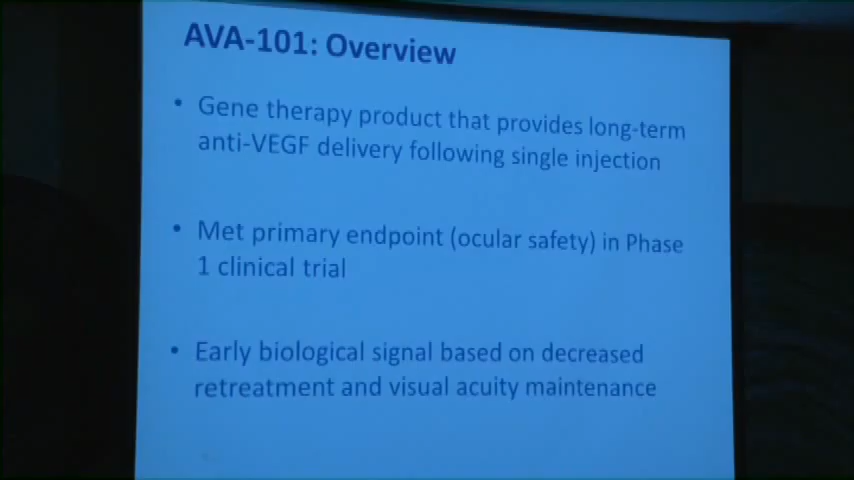 AVA-101: Overview
• Gene therapy product that provides long-term
anti-VEGF delivery following single injection
• Met primary endpoint (ocular safety) in Phase
1 clinical trial
• Early biological signal based on decreased
retreatment and visual acuity maintenance